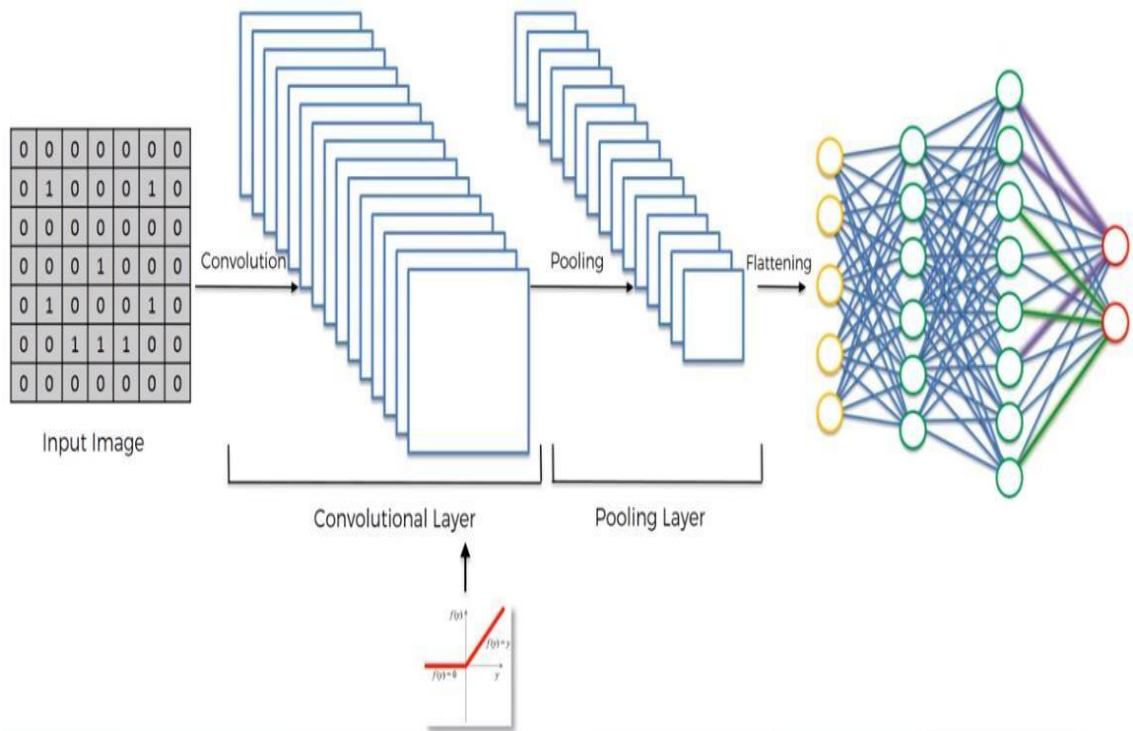 0 0 0 0 0 0 0
0 1 0 0 0 1 0
0 0 0 0 0 0 0
0 0 0 1 0 0 0
0 1 0 0 0 1 0
0 0 1 1 1 0 0
0 0 0 0 0 0 0
Input Image
Convolution
Convolutional Layer
Pooling
Pooling Layer
Flattening
f(y)
f(y)=y
f(y)=0
y